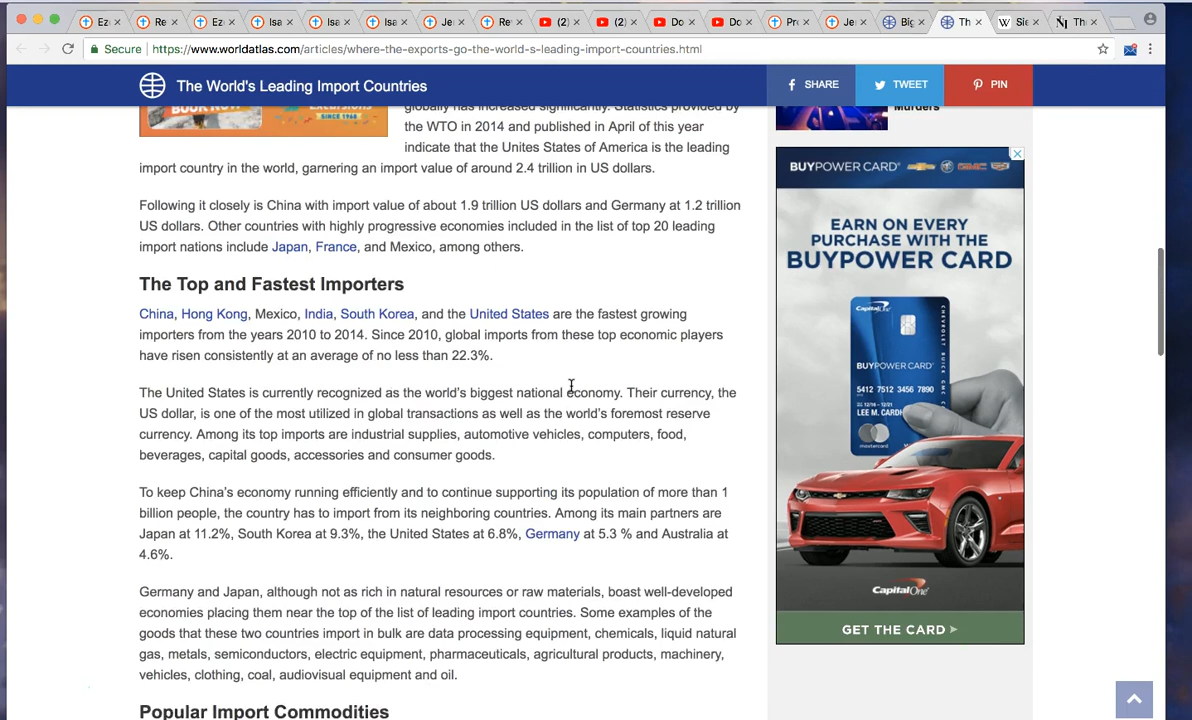 Ez
Re
Ez
Isa
Isa
Isa
Je
Re
(2)
(2)
Do
Do
Pr
Je
Big
Th
W Sie
Th
Secure https://www.worldatlas.com/articles/where-the-exports-go-the-world-s-leading-import-countries.html
The World's Leading Import Countries
SHARE
TWEET
PIN
BOOK NOW
Excursions
SINCE 1968
globally has increased significantly. Statistics provided by
the WTO in 2014 and published in April of this year
indicate that the Unites States of America is the leading
import country in the world, garnering an import value of around 2.4 trillion in US dollars.
Following it closely is China with import value of about 1.9 trillion US dollars and Germany at 1.2 trillion
US dollars. Other countries with highly progressive economies included in the list of top 20 leading
import nations include Japan, France, and Mexico, among others.
The Top and Fastest Importers
China, Hong Kong, Mexico, India, South Korea, and the United States are the fastest growing
importers from the years 2010 to 2014. Since 2010, global imports from these top economic players
have risen consistently at an average of no less than 22.3%.
The United States is currently recognized as the world's biggest national economy. Their currency, the
US dollar, is one of the most utilized in global transactions as well as the world's foremost reserve
currency. Among its top imports are industrial supplies, automotive vehicles, computers, food,
beverages, capital goods, accessories and consumer goods.
To keep China's economy running efficiently and to continue supporting its population of more than 1
billion people, the country has to import from its neighboring countries. Among its main partners are
Japan at 11.2%, South Korea at 9.3%, the United States at 6.8%, Germany at 5.3 % and Australia at
4.6%.
Germany and Japan, although not as rich in natural resources or raw materials, boast well-developed
economies placing them near the top of the list of leading import countries. Some examples of the
goods that these two countries import in bulk are data processing equipment, chemicals, liquid natural
gas, metals, semiconductors, electric equipment, pharmaceuticals, agricultural products, machinery,
vehicles, clothing, coal, audiovisual equipment and oil.
Popular Import Commodities
Murders
BUYPOWER CARD
GMC
EARN ON EVERY
PURCHASE WITH THE
BUYPOWER CARD
Capital One
CHEVROLET BUICK GMC
BUYPOWER CARD
5412 7512 3456 7890
LEE M. CARDH
mastercard
Capital One
GET THE CARD